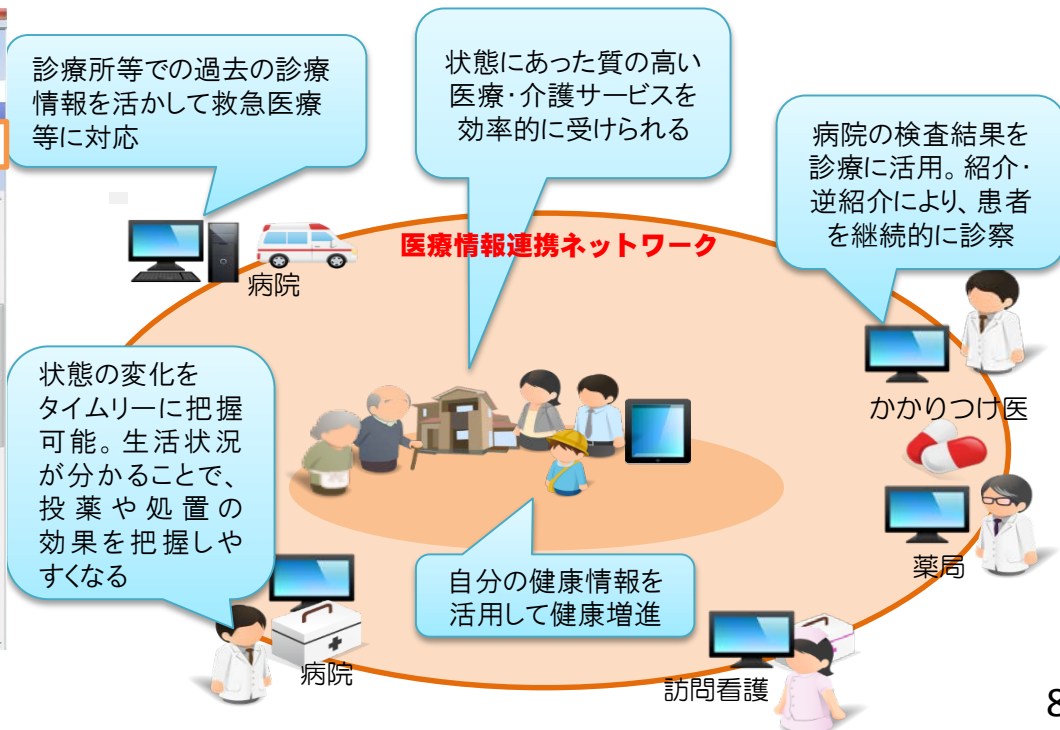 診療所等での過去の診療
情報を活かして救急医療
等に対応
状態にあった質の高い
医療・介護サービスを
効率的に受けられる
病院の検査結果を
診療に活用。紹介・
逆紹介により、患者
を継続的に診察
医療情報連携ネットワーク
病院
かかりつけ医
状態の変化を
タイムリーに把握
可能。生活状況
が分かることで、
投薬や処置の
効果を把握しや
すくなる
薬局
自分の健康情報を
活用して健康増進
病院
訪問看護
8